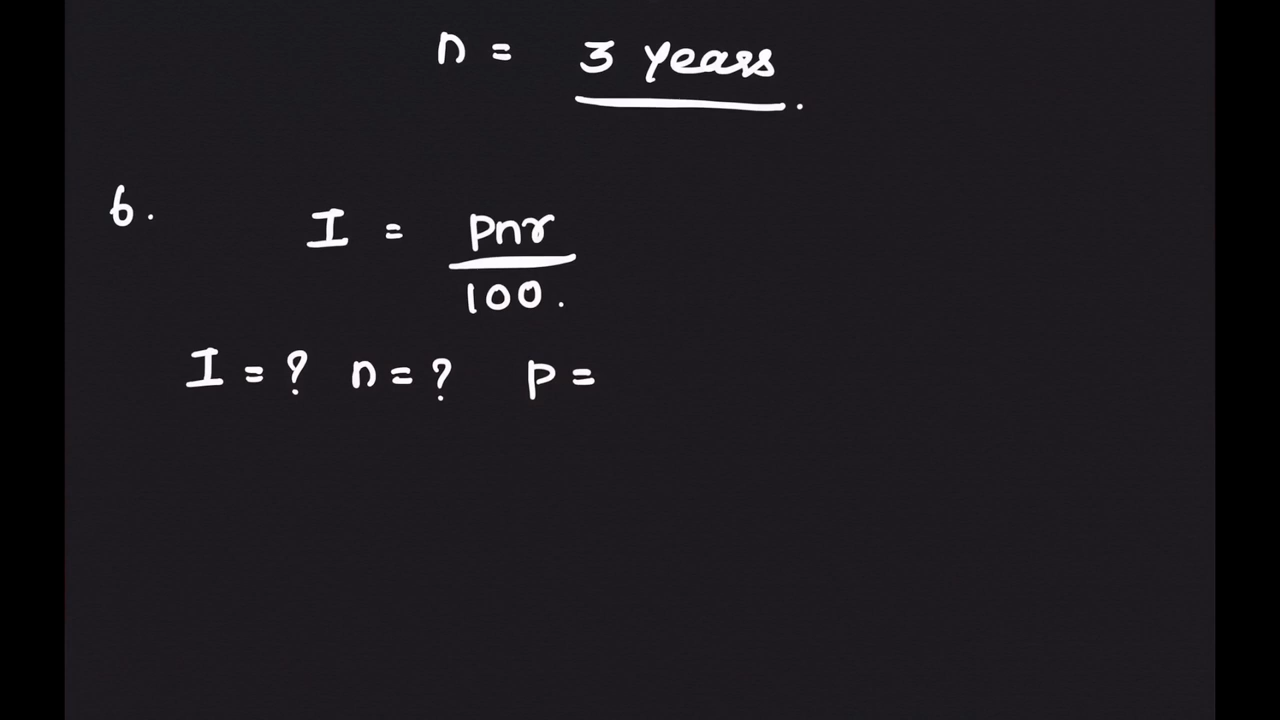 n = 3 years.
6. I = pnr
100.
I = ? n = ? p =